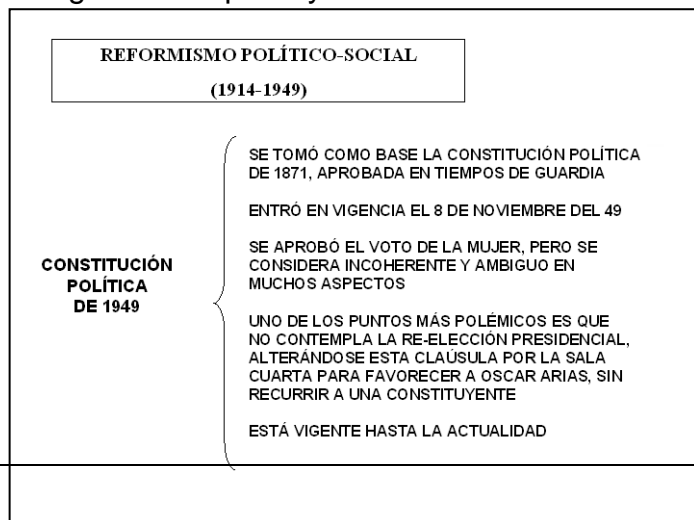 REFORMISMO POLÍTICO-SOCIAL
(1914-1949)
CONSTITUCIÓN
POLÍTICA
DE 1949
SE TOMÓ COMO BASE LA CONSTITUCIÓN POLÍTICA
DE 1871, APROBADA EN TIEMPOS DE GUARDIA
ENTRÓ EN VIGENCIA EL 8 DE NOVIEMBRE DEL 49
SE APROBÓ EL VOTO DE LA MUJER, PERO SE
CONSIDERA INCOHERENTE Y AMBIGUO EN
MUCHOS ASPECTOS
UNO DE LOS PUNTOS MÁS POLÉMICOS ES QUE
NO CONTEMPLA LA RE-ELECCIÓN PRESIDENCIAL,
ALTERÁNDOSE ESTA CLAÚSULA POR LA SALA
CUARTA PARA FAVORECER A OSCAR ARIAS, SIN
RECURRIR A UNA CONSTITUYENTE
ESTÁ VIGENTE HASTA LA ACTUALIDAD